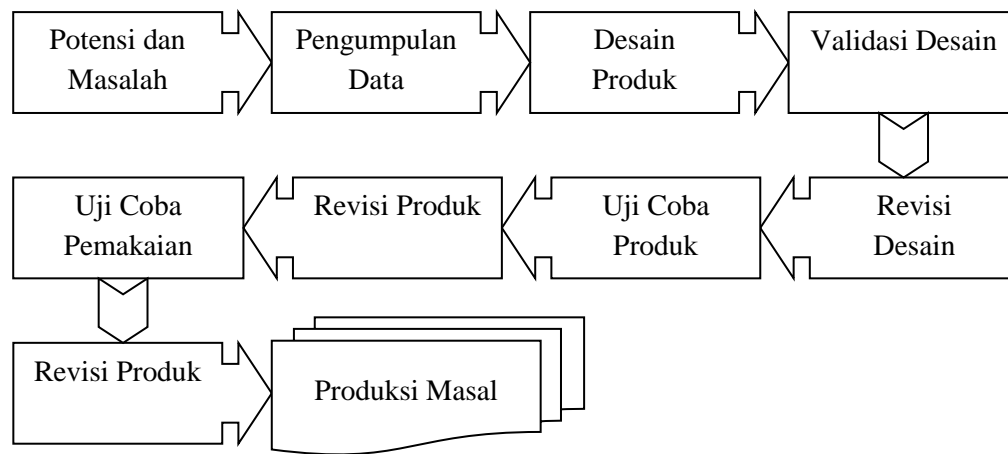 Potensi dan
Masalah
Pengumpulan
Data
Desain
Produk
Validasi Desain
Revisi
Desain
Uji Coba
Produk
Revisi Produk
Uji Coba
Pemakaian
Revisi Produk
Produksi Masal